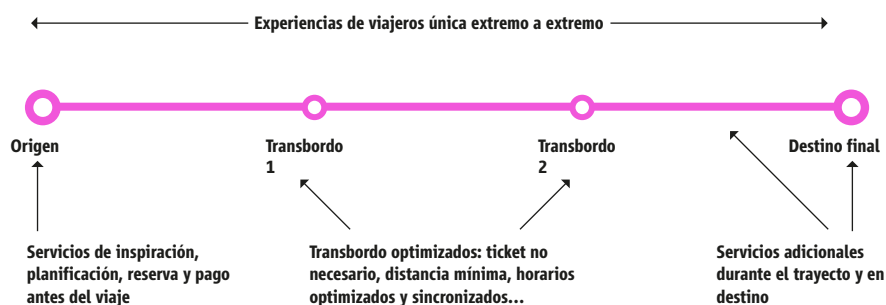 Experiencias de viajeros única extremo a extremo
Origen
Transbordo
1
Transbordo
2
Destino final
Servicios de inspiración,
planificación, reserva y pago
antes del viaje
Transbordo optimizados: ticket no
necesario, distancia mínima, horarios
optimizados y sincronizados...
Servicios adicionales
durante el trayecto y en
destino